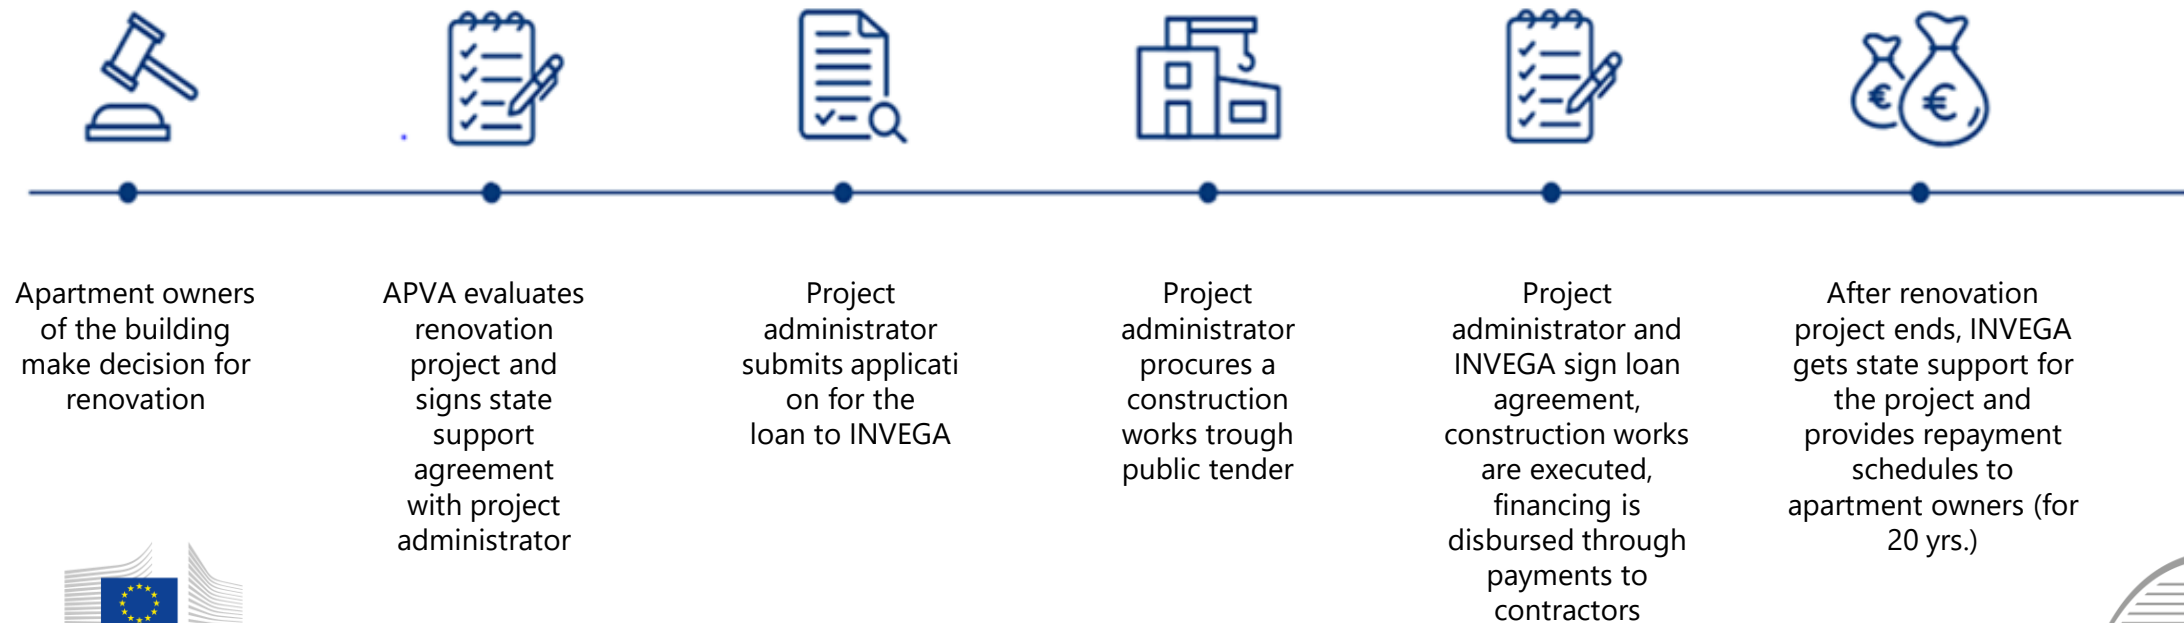 Apartment owners
of the building
make decision for
renovation
APVA evaluates
renovation
project and
signs state
support
agreement
with project
administrator
Project
administrator
submits applicati
on for the
loan to INVEGA
Project
administrator
procures a
construction
works trough
public tender
Project
administrator and
INVEGA sign loan
agreement,
construction works
are executed,
financing is
disbursed through
payments to
contractors
After renovation
project ends, INVEGA
gets state support for
the project and
provides repayment
schedules to
apartment owners (for
20 yrs.)